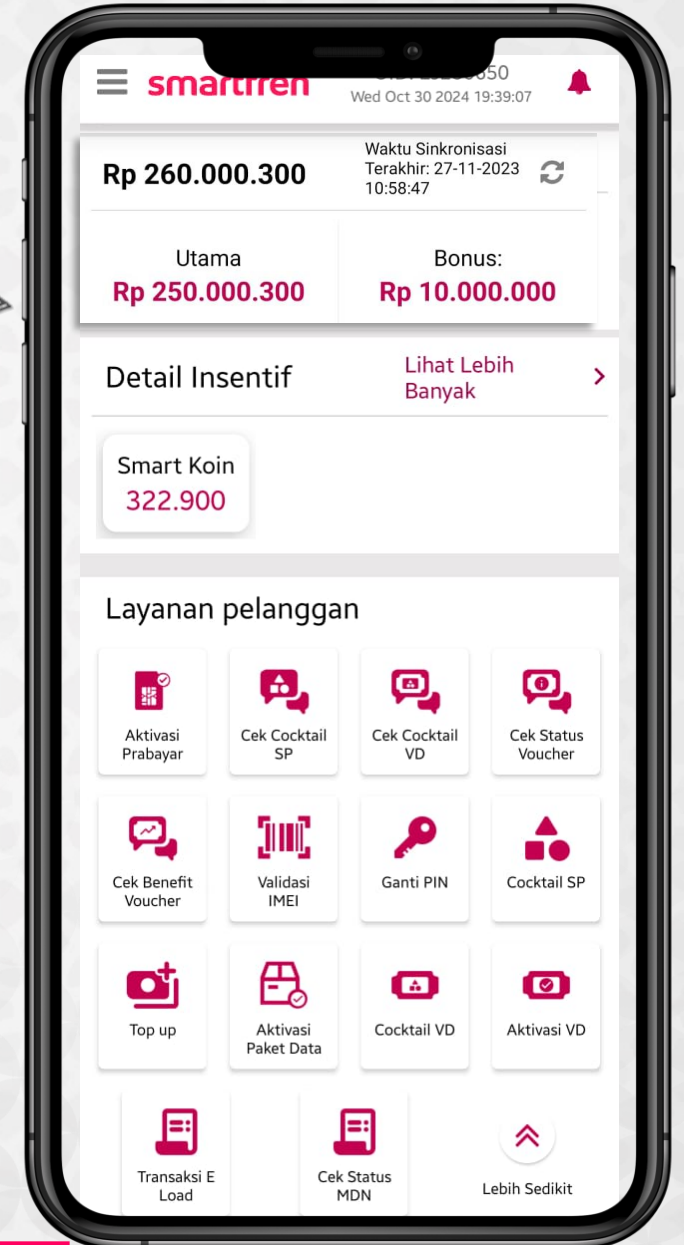 smartfren
Wed Oct 30 2024 19:39:07
Rp 260.000.300
Waktu Sinkronisasi
Terakhir: 27-11-2023
10:58:47
Utama
Bonus:
Rp 250.000.300
Rp 10.000.000
Detail Insentif
Lihat Lebih
Banyak
Smart Koin
322.900
Layanan pelanggan
Aktivasi
Prabayar
Cek Cocktail
SP
Cek Cocktail
VD
Cek Status
Voucher
Cek Benefit
Voucher
Validasi
IMEI
Ganti PIN
Cocktail SP
Top up
Aktivasi
Paket Data
Cocktail VD
Aktivasi VD
Transaksi E
Load
Cek Status
MDN
Lebih Sedikit